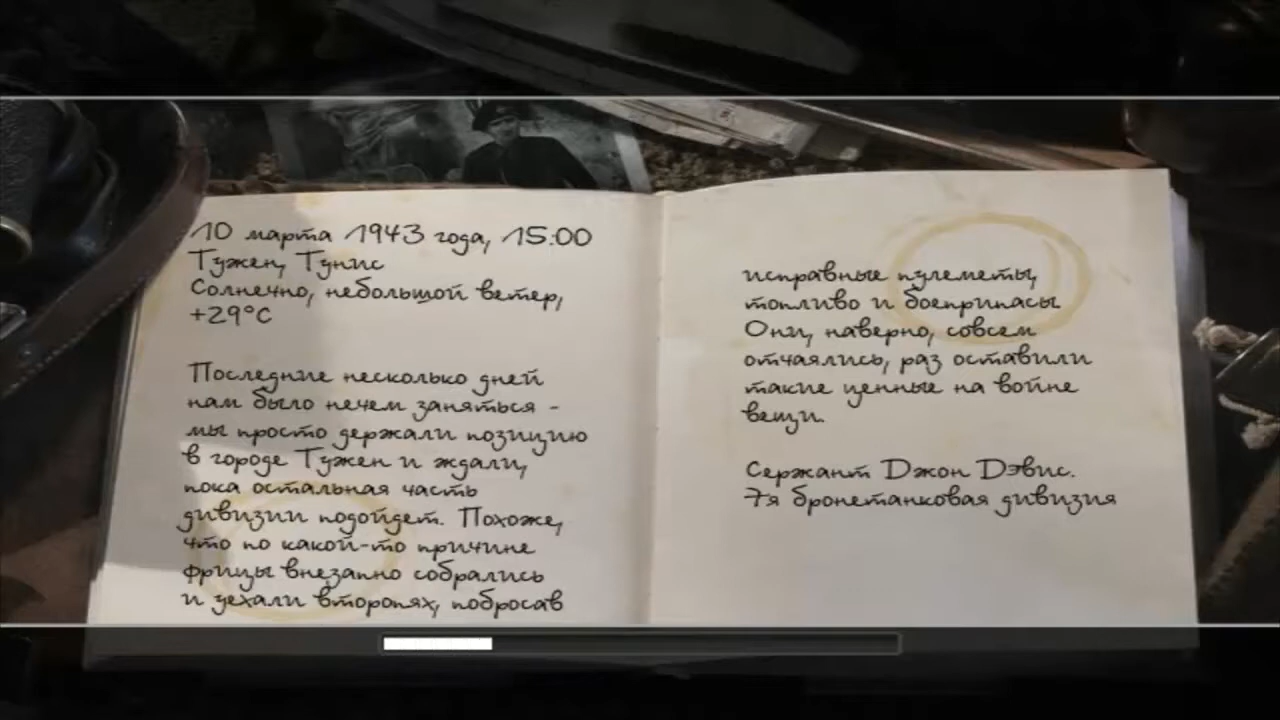 10 марта 1943 года, 15:00
Тужен, Тунис
Солнечно, небольшой ветер,
+29°C
Последние несколько дней
нам было нечем заняться -
мы просто держали позицию
в городе Тужен и ждали,
пока остальная часть
дивизии подойдет. Похоже,
что по какой-то причине
фрицы внезапно собрались
и уехали второпях, побросав
исправные пулеметы,
топливо и боеприпасы.
Они, наверно, совсем
отчаялись, раз оставили
такие ценные на войне
вещи.
Сержант Джон Дэвис.
7я бронетанковая дивизия